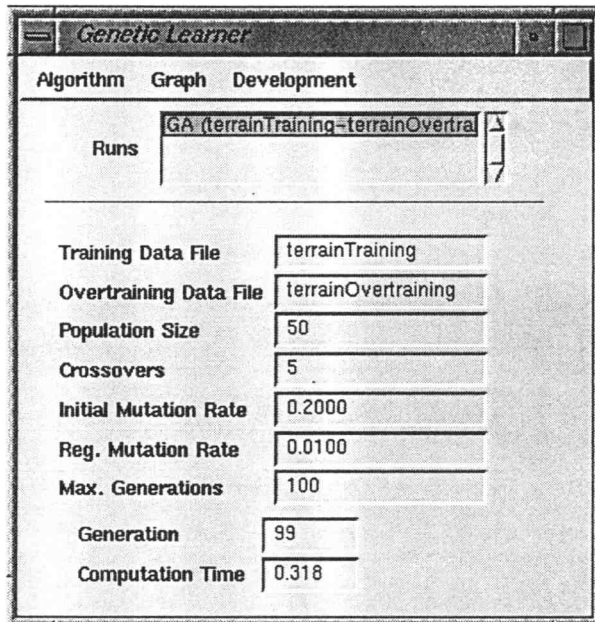 Genetic Learner
Algorithm Graph Development
Runs GA (terrainTraining-terrainOvertra
Training Data File terrainTraining
Overtraining Data File terrainOvertraining
Population Size 50
Crossovers 5
Initial Mutation Rate 0.2000
Reg. Mutation Rate 0.0100
Max. Generations 100
Generation 99
Computation Time 0.318